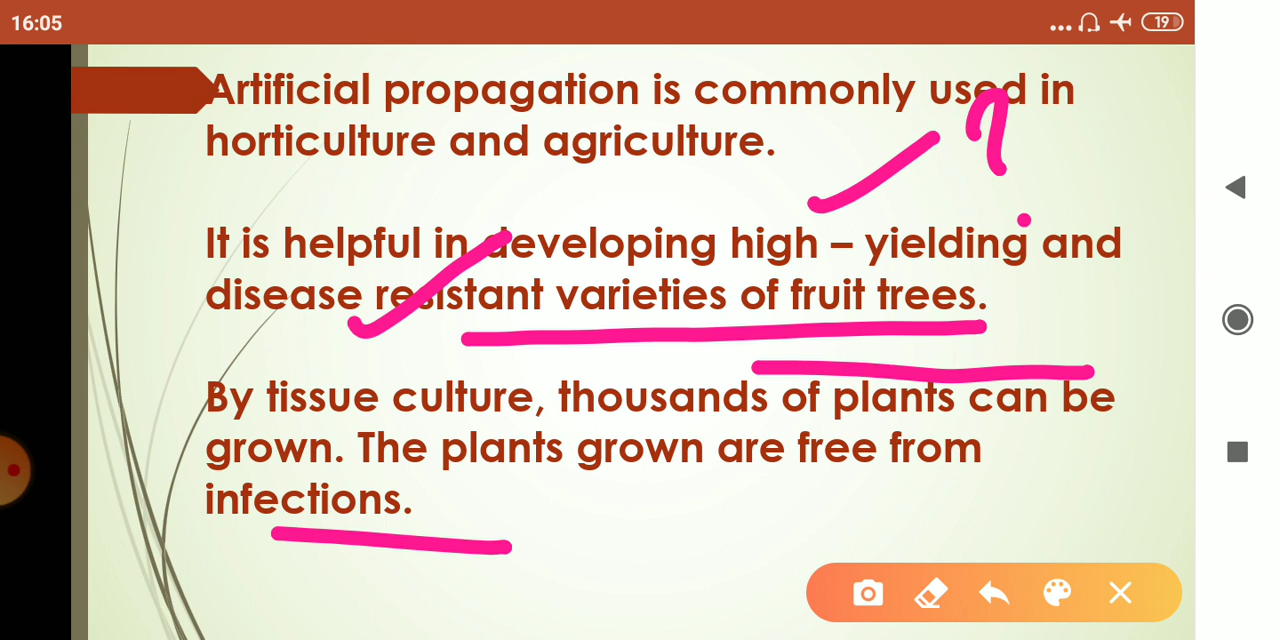 16:05
19
Artificial propagation is commonly used in
horticulture and agriculture.
It is helpful in developing high – yielding and
disease resistant varieties of fruit trees.
By tissue culture, thousands of plants can be
grown. The plants grown are free from
infections.